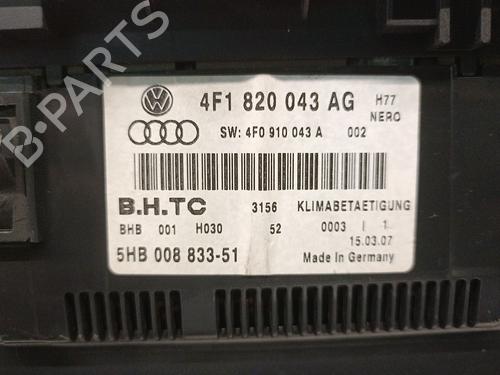 B-PARTS
4F1 820 043 AG H77
NERO
SW: 4F0 910 043 A 002
B.H.TC 3156 KLIMABETAETIGUNG
BHB 001 H030 52 0003 | 1
15.03.07
5HB 008 833-51 Made in Germany